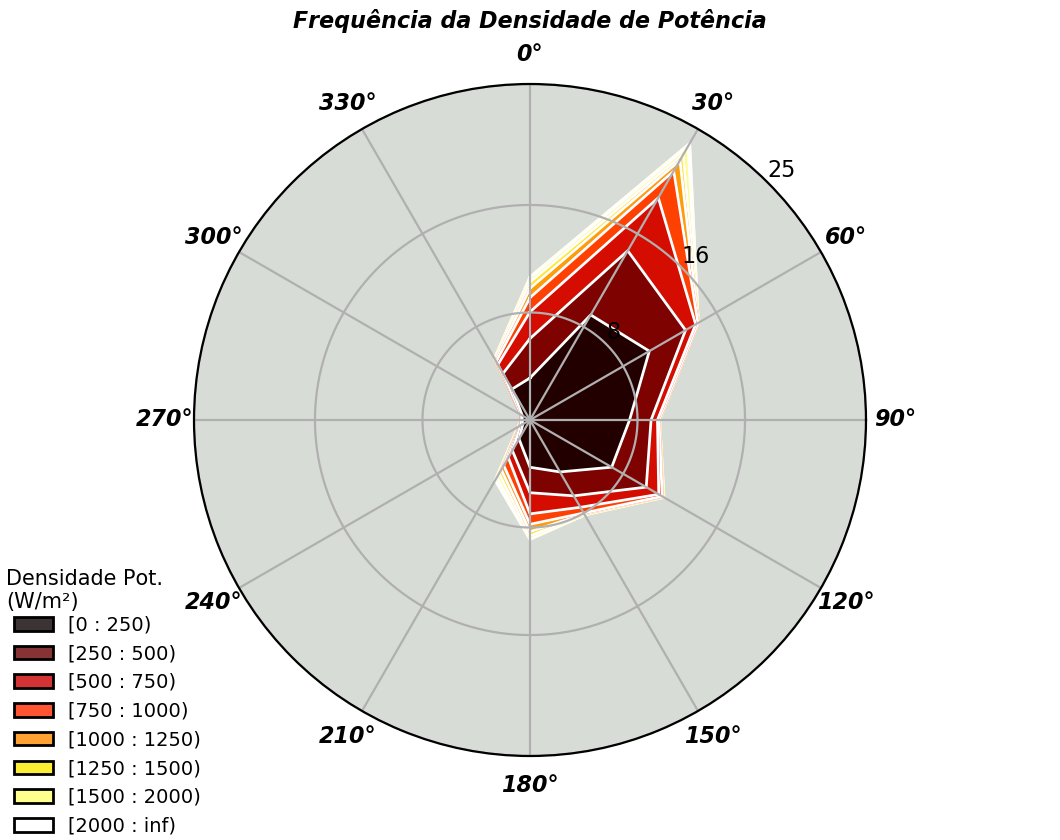 Frequência da Densidade de Potência
0°
330°
30°
25
300°
60°
16
8
270°
90°
240°
120°
210°
150°
180°
Densidade Pot.
(W/m²)
[0 : 250)
[250 : 500)
[500 : 750)
[750 : 1000)
[1000 : 1250)
[1250 : 1500)
[1500 : 2000)
[2000 : inf)